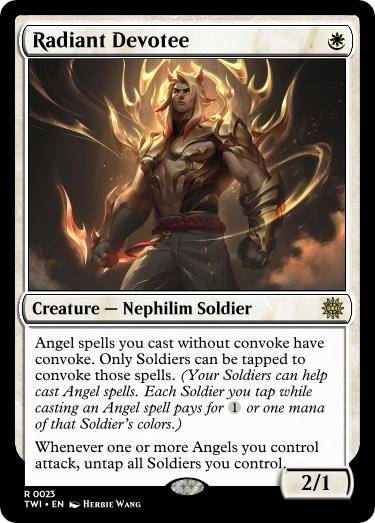 Radiant Devotee
Creature — Nephilim Soldier
Angel spells you cast without convoke have
convoke. Only Soldiers can be tapped to
convoke those spells. (Your Soldiers can help
cast Angel spells. Each Soldier you tap while
casting an Angel spell pays for 1 or one mana
of that Soldier's colors.)
Whenever one or more Angels you control
attack, untap all Soldiers you control.
2/1
R 0023
TWI • EN Herbie Wang